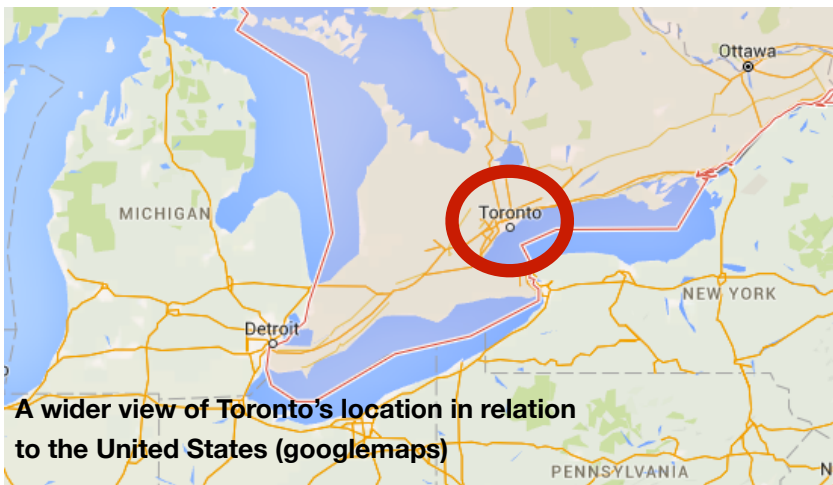 Ottawa
MICHIGAN
Toronto
NEW YORK
Detroit
A wider view of Toronto's location in relation
to the United States (googlemaps)
PENNSYLVANIA
N